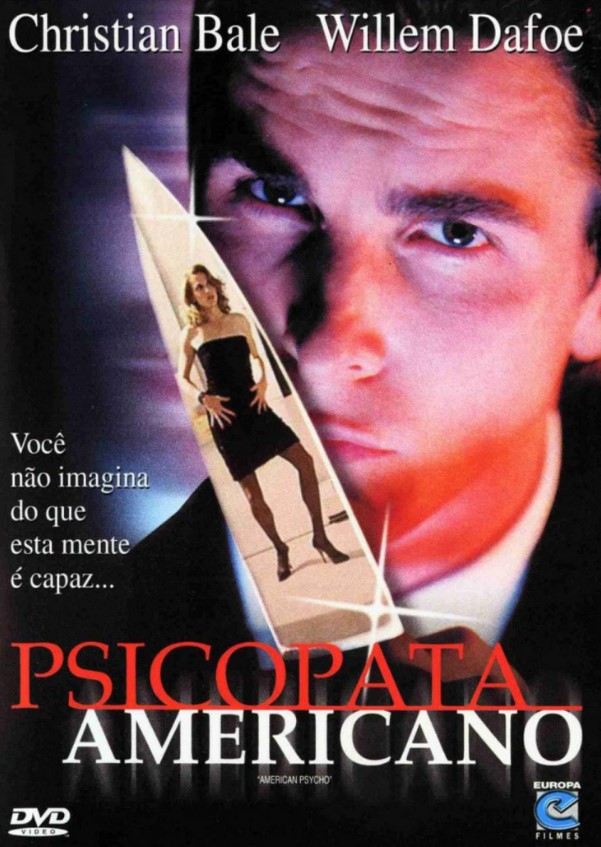 Christian Bale Willem Dafoe
Você
não imagina
do que
esta mente
é capaz...
PSICOPATA
AMERICANO
"AMERICAN PSYCHO"
DVD
VIDEO
EUROPA
FILMES